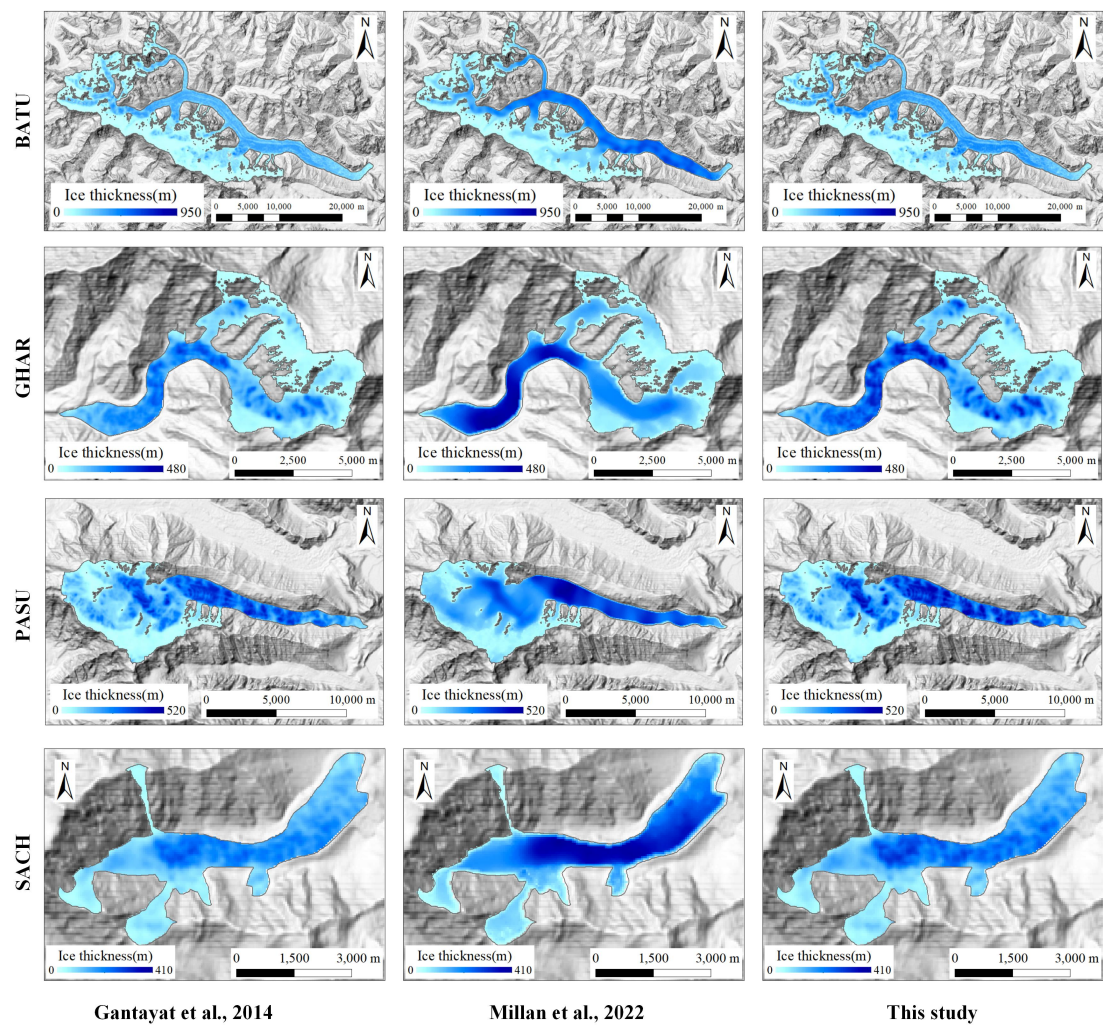 BATU
N
Ice thickness(m)
0 950
0 5,000 10,000 20,000 m
N
Ice thickness(m)
0 950
0 5,000 10,000 20,000 m
N
Ice thickness(m)
0 950
0 5,000 10,000 20,000 m
GHAR
N
Ice thickness(m)
0 480
0 2,500 5,000 m
N
Ice thickness(m)
0 480
0 2,500 5,000 m
N
Ice thickness(m)
0 480
0 2,500 5,000 m
PASU
N
Ice thickness(m)
0 520
0 5,000 10,000 m
N
Ice thickness(m)
0 520
0 5,000 10,000 m
N
Ice thickness(m)
0 520
0 5,000 10,000 m
SACH
N
Ice thickness(m)
0 410
0 1,500 3,000 m
N
Ice thickness(m)
0 410
0 1,500 3,000 m
N
Ice thickness(m)
0 410
0 1,500 3,000 m
Gantayat et al., 2014
Millan et al., 2022
This study